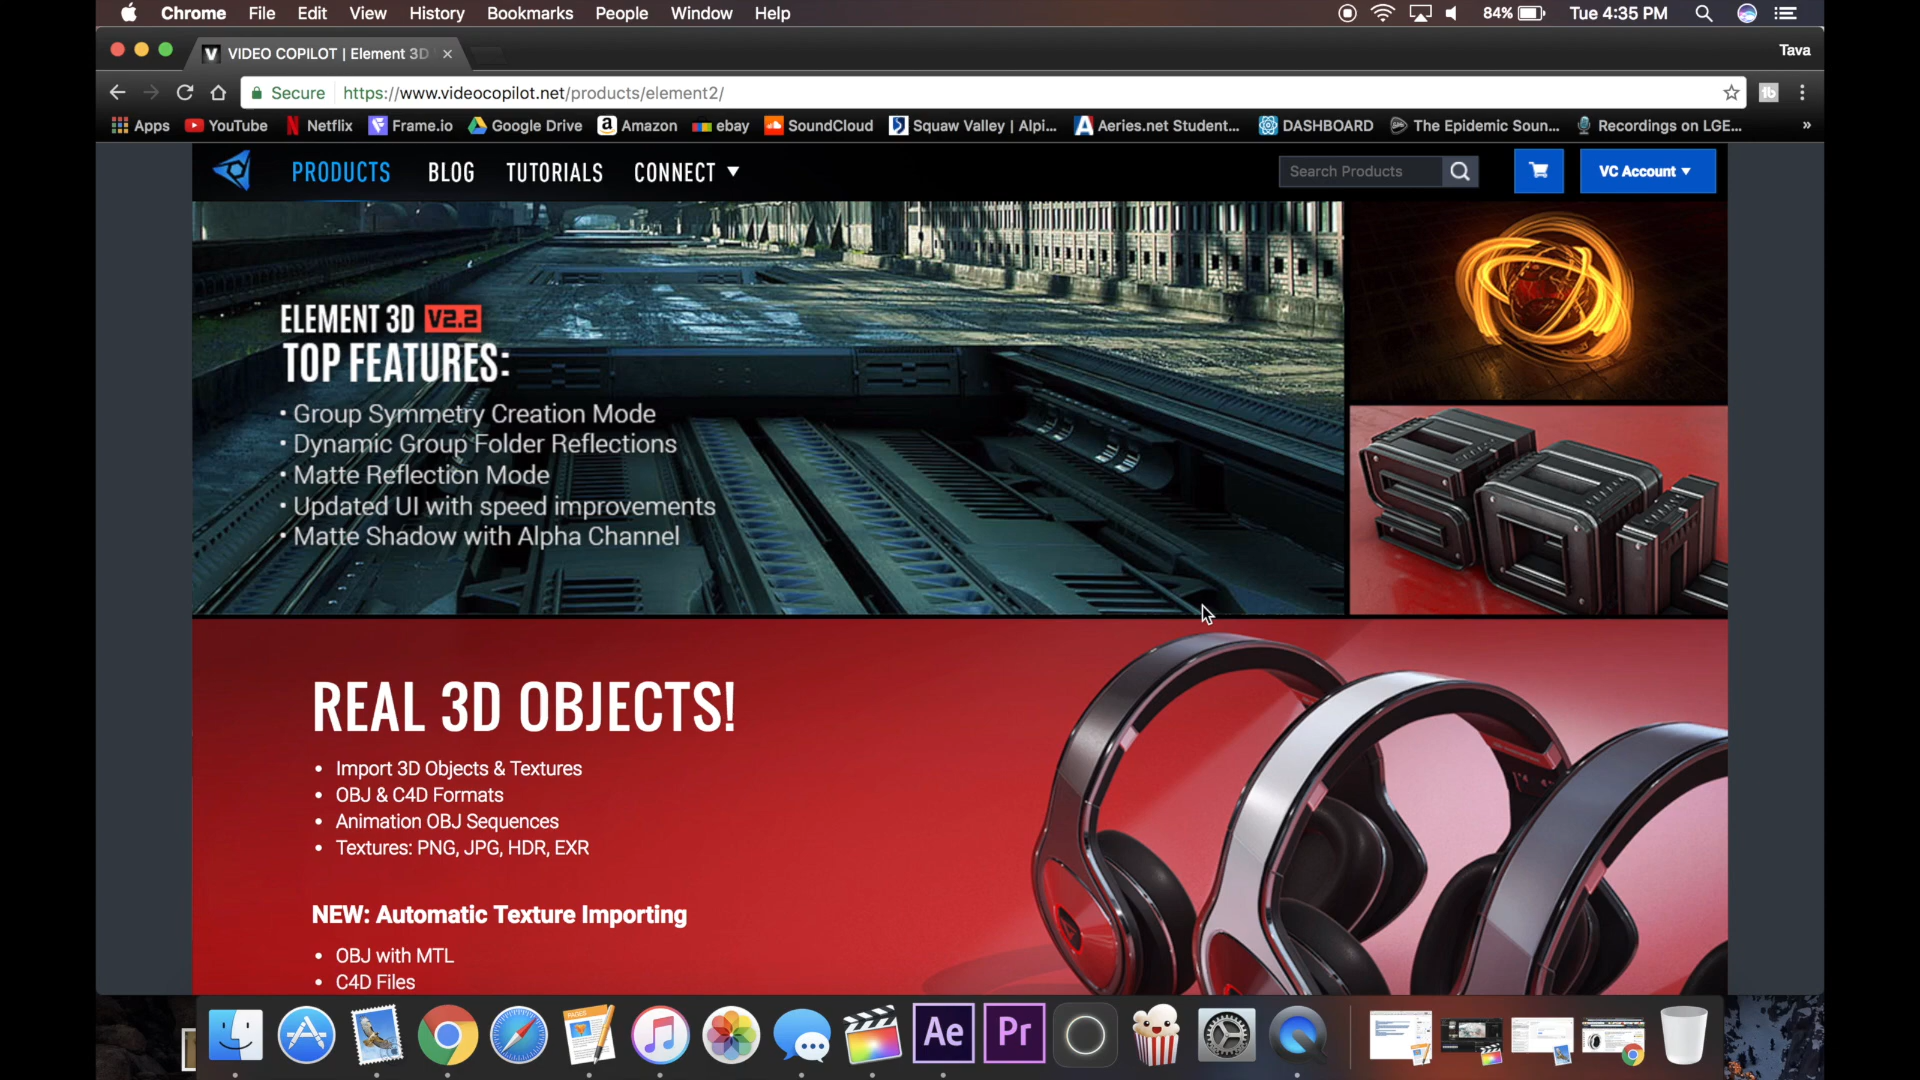 Chrome File Edit View History Bookmarks People Window Help 84% Tue 4:35 PM
V VIDEO COPILOT | Element 3D × Tava
Secure https://www.videocopilot.net/products/element2/
Apps YouTube Netflix Frame.io Google Drive Amazon ebay SoundCloud Squaw Valley | Alpi... Aeries.net Student... DASHBOARD The Epidemic Soun... Recordings on LGE... »
PRODUCTS BLOG TUTORIALS CONNECT Search Products VC Account
ELEMENT 3D V2.2
TOP FEATURES:
• Group Symmetry Creation Mode
• Dynamic Group Folder Reflections
• Matte Reflection Mode
• Updated UI with speed improvements
• Matte Shadow with Alpha Channel
REAL 3D OBJECTS!
• Import 3D Objects & Textures
• OBJ & C4D Formats
• Animation OBJ Sequences
• Textures: PNG, JPG, HDR, EXR
NEW: Automatic Texture Importing
• OBJ with MTL
• C4D Files
PAGES Ae Pr